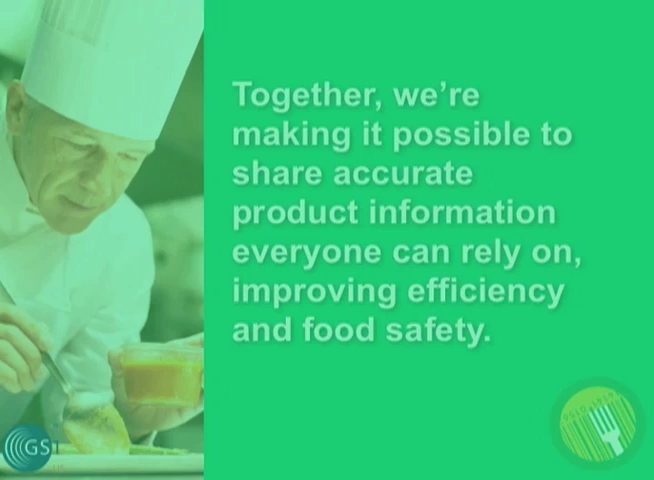 Together, we’re
making it possible to
share accurate
product information
everyone can rely on,
improving efficiency
and food safety.
GS1